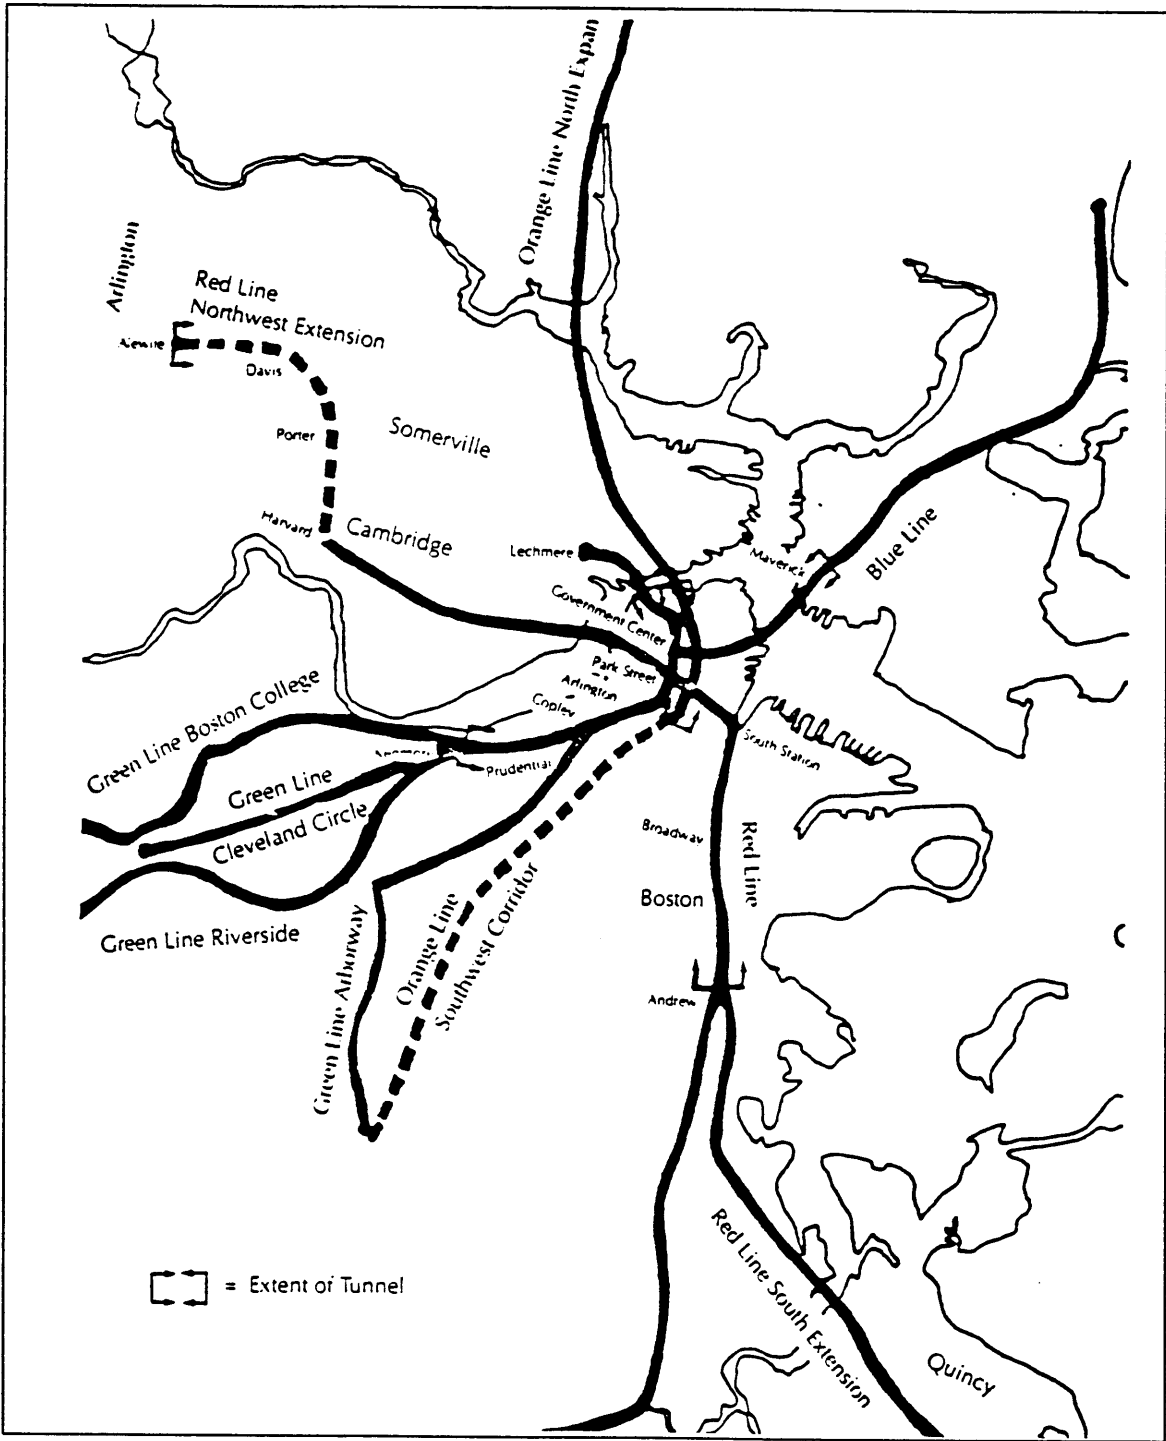 Orange Line North Expan
Arlington
Red Line
Northwest Extension
Alewife
Davis
Porter
Somerville
Harvard
Cambridge
Lechmere
Maverick
Blue Line
Government Center
Park Street
Arlington
Copley
Prudential
South Station
Green Line Boston College
Green Line
Cleveland Circle
Green Line Riverside
Green Line Arborway
Orange Line
Southwest Corridor
Broadway
Red Line
Boston
Andrew
Red Line South Extension
Quincy
= Extent of Tunnel